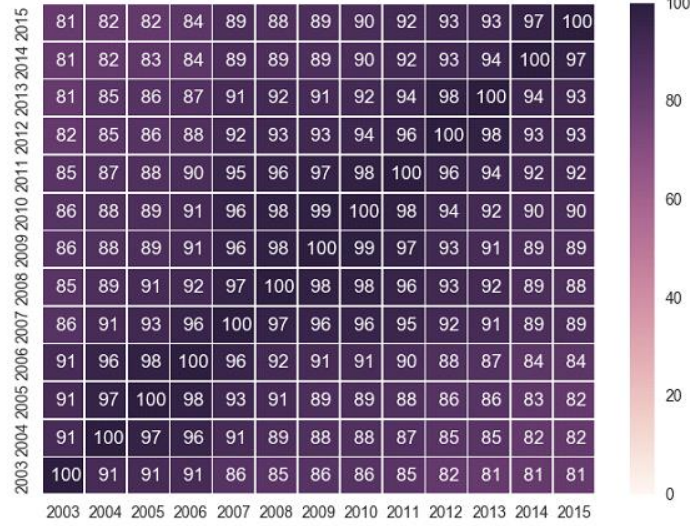 2015 81 82 82 84 89 88 89 90 92 93 93 97 100
2014 81 82 83 84 89 89 89 90 92 93 94 100 97
2013 81 85 86 87 91 92 91 92 94 98 100 94 93
2012 82 85 86 88 92 93 93 94 96 100 98 93 93
2011 85 87 88 90 95 96 97 98 100 96 94 92 92
2010 86 88 89 91 96 98 99 100 98 94 92 90 90
2009 86 88 89 91 96 98 100 99 97 93 91 89 89
2008 85 89 91 92 97 100 98 98 96 93 92 89 88
2007 86 91 93 96 100 97 96 96 95 92 91 89 89
2006 91 96 98 100 96 92 91 91 90 88 87 84 84
2005 91 97 100 98 93 91 89 89 88 86 86 83 82
2004 91 100 97 96 91 89 88 88 87 85 85 82 82
2003 100 91 91 91 86 85 86 86 85 82 81 81 81
2003 2004 2005 2006 2007 2008 2009 2010 2011 2012 2013 2014 2015
100
80
60
40
20
0